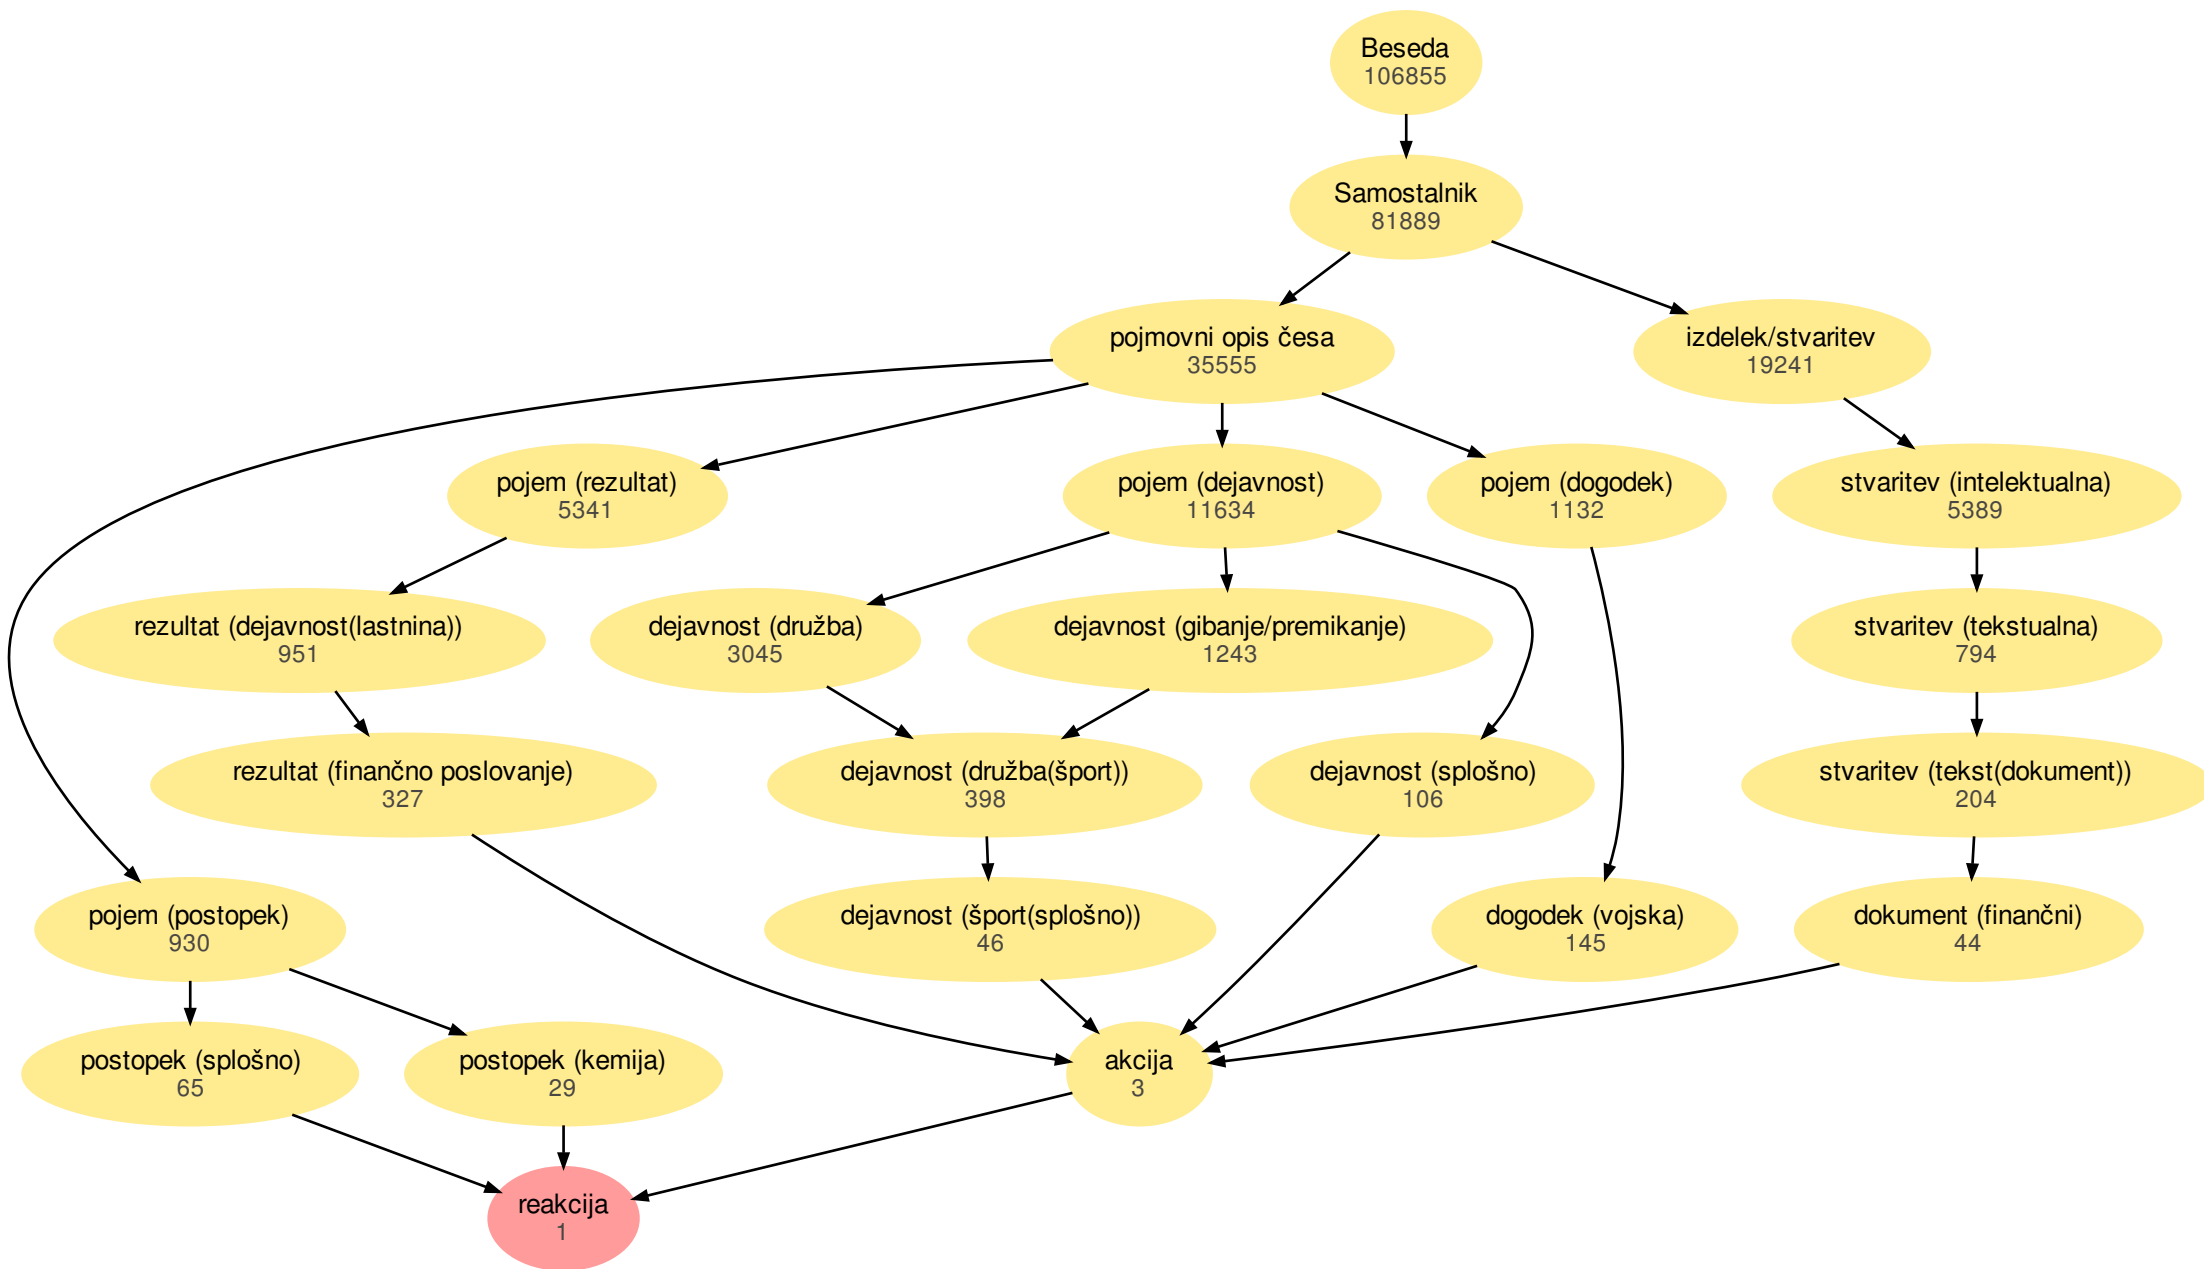 Beseda
106855
Samostalnik
81889
pojmovni opis česa
35555
izdelek/stvaritev
19241
pojem (rezultat)
5341
pojem (dejavnost)
11634
pojem (dogodek)
1132
stvaritev (intelektualna)
5389
rezultat (dejavnost(lastnina))
951
dejavnost (družba)
3045
dejavnost (gibanje/premikanje)
1243
stvaritev (tekstualna)
794
rezultat (finančno poslovanje)
327
dejavnost (družba(šport))
398
dejavnost (splošno)
106
stvaritev (tekst(dokument))
204
pojem (postopek)
930
dejavnost (šport(splošno))
46
dogodek (vojska)
145
dokument (finančni)
44
postopek (splošno)
65
postopek (kemija)
29
akcija
3
reakcija
1